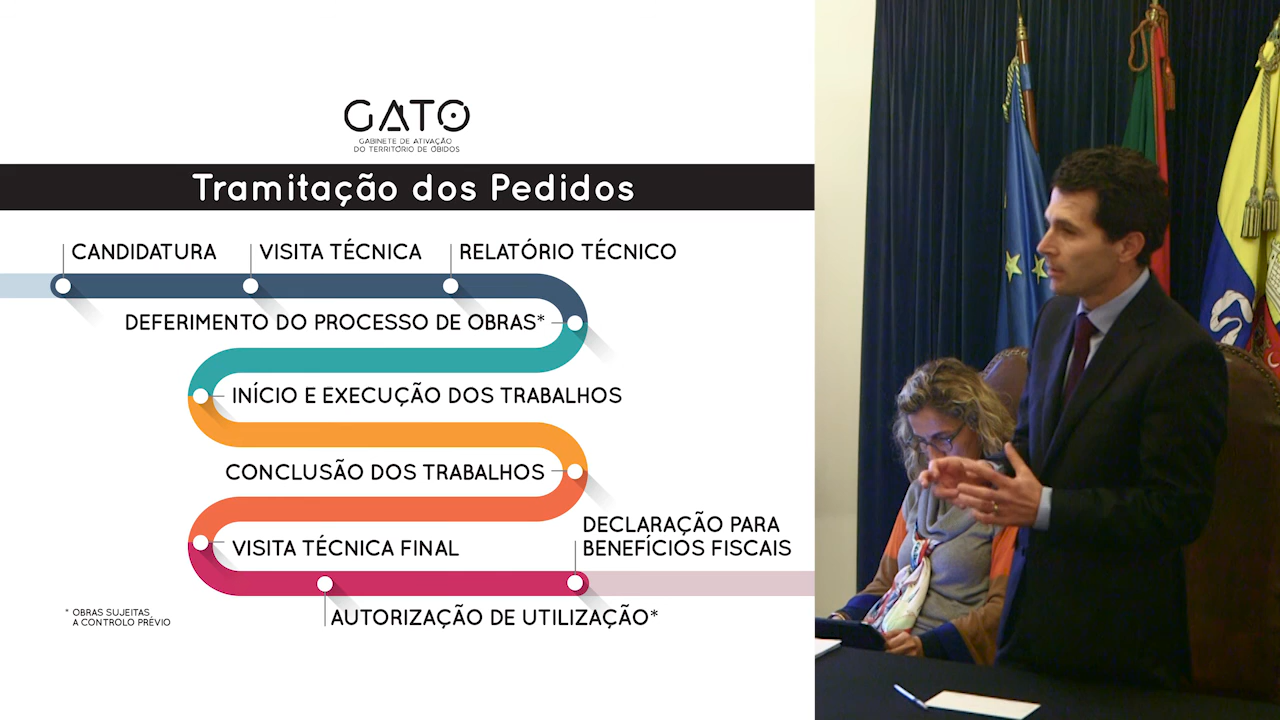 GATO
GABINETE DE ATIVAÇÃO
DO TERRITÓRIO DE ÓBIDOS
Tramitação dos Pedidos
CANDIDATURA
VISITA TÉCNICA
RELATÓRIO TÉCNICO
DEFERIMENTO DO PROCESSO DE OBRAS*
INÍCIO E EXECUÇÃO DOS TRABALHOS
CONCLUSÃO DOS TRABALHOS
VISITA TÉCNICA FINAL
DECLARAÇÃO PARA
BENEFÍCIOS FISCAIS
AUTORIZAÇÃO DE UTILIZAÇÃO*
* OBRAS SUJEITAS
A CONTROLO PRÉVIO